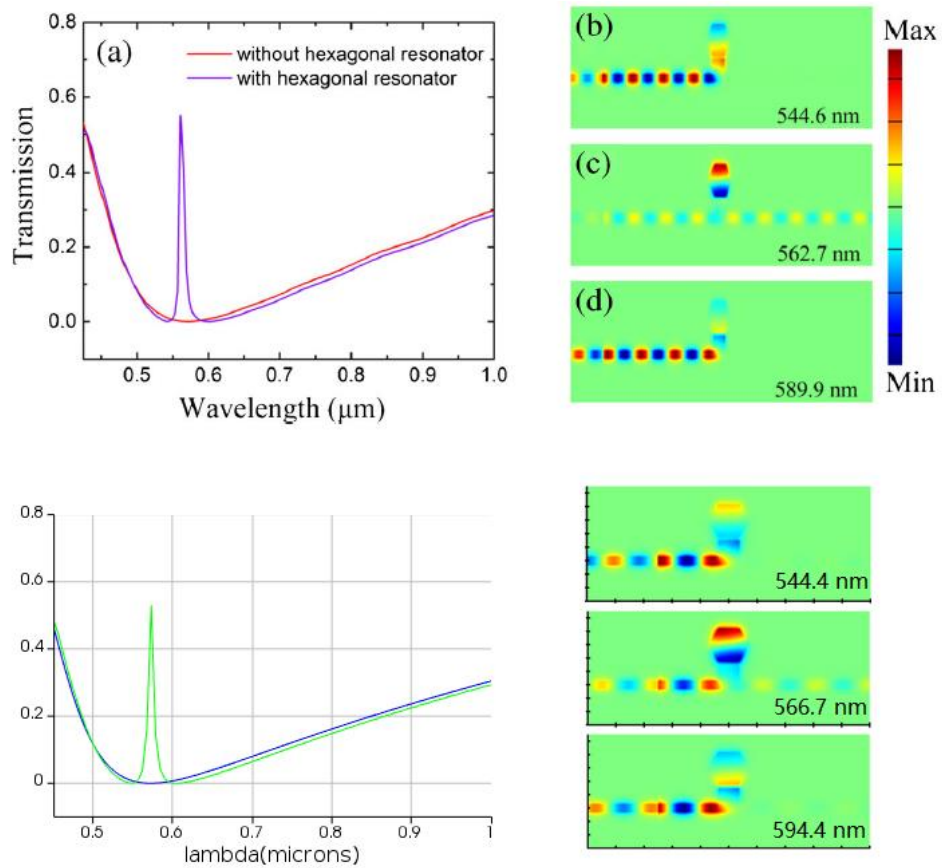 0.8
(a)
without hexagonal resonator
with hexagonal resonator
0.6
0.4
0.2
0.0
Transmission
0.5 0.6 0.7 0.8 0.9 1.0
Wavelength (μm)
(b)
544.6 nm
(c)
562.7 nm
(d)
589.9 nm
Max
Min
0.8
0.6
0.4
0.2
0
0.5 0.6 0.7 0.8 0.9 1
lambda(microns)
544.4 nm
566.7 nm
594.4 nm